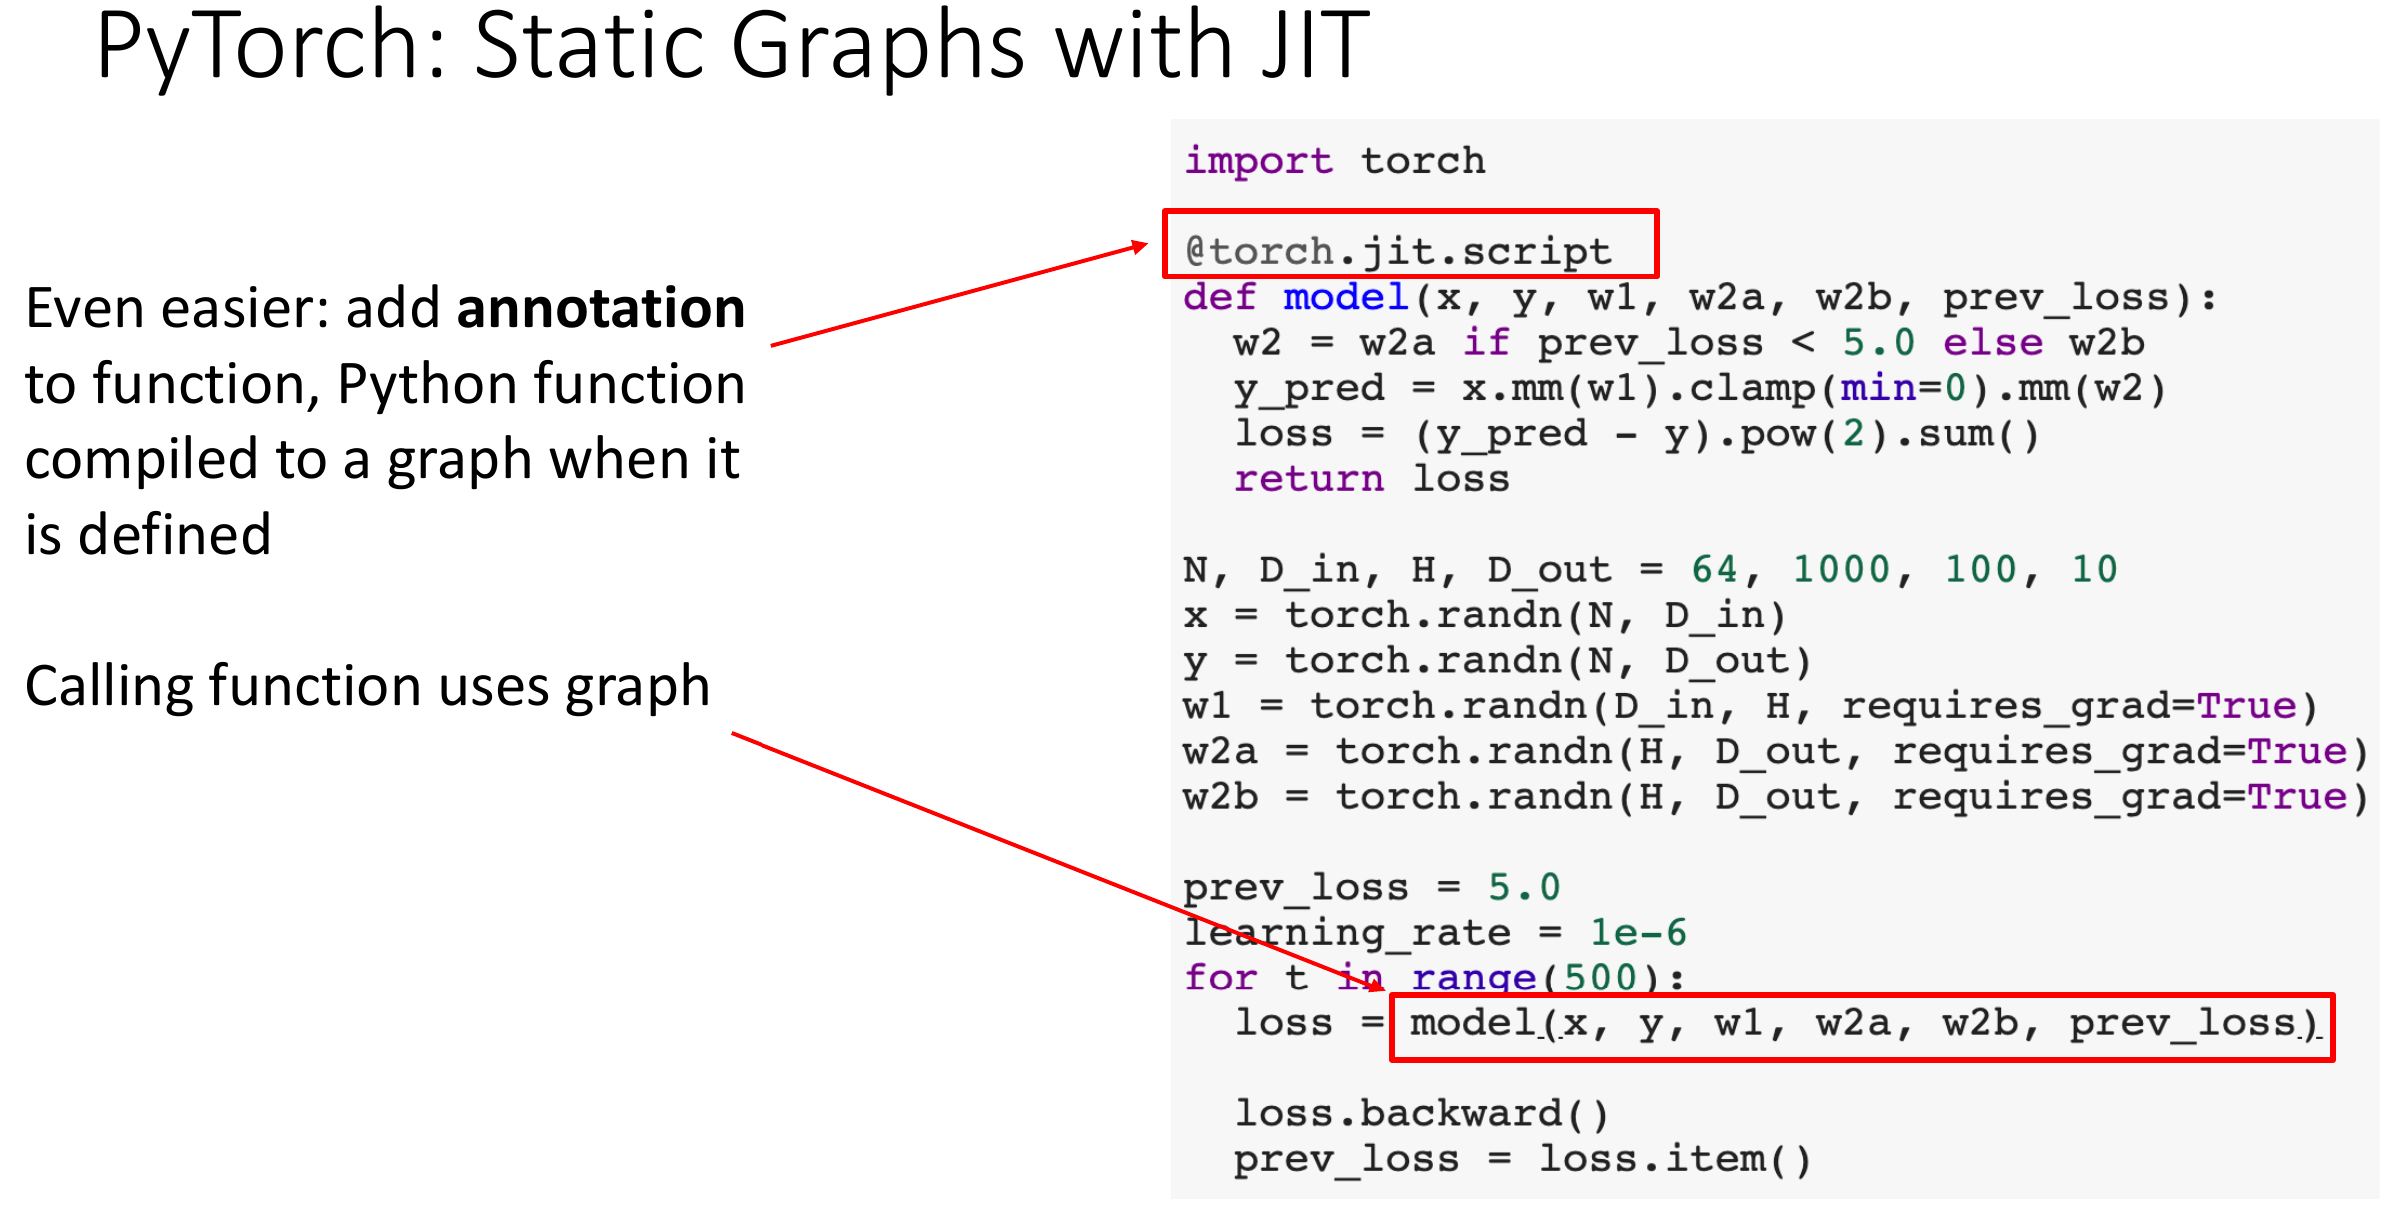 PyTorch: Static Graphs with JIT
Even easier: add annotation
to function, Python function
compiled to a graph when it
is defined
Calling function uses graph
import torch
@torch.jit.script
def model(x, y, w1, w2a, w2b, prev_loss):
  w2 = w2a if prev_loss < 5.0 else w2b
  y_pred = x.mm(w1).clamp(min=0).mm(w2)
  loss = (y_pred - y).pow(2).sum()
  return loss
N, D_in, H, D_out = 64, 1000, 100, 10
x = torch.randn(N, D_in)
y = torch.randn(N, D_out)
w1 = torch.randn(D_in, H, requires_grad=True)
w2a = torch.randn(H, D_out, requires_grad=True)
w2b = torch.randn(H, D_out, requires_grad=True)
prev_loss = 5.0
learning_rate = 1e-6
for t in range(500):
  loss = model(x, y, w1, w2a, w2b, prev_loss)
  loss.backward()
  prev_loss = loss.item()